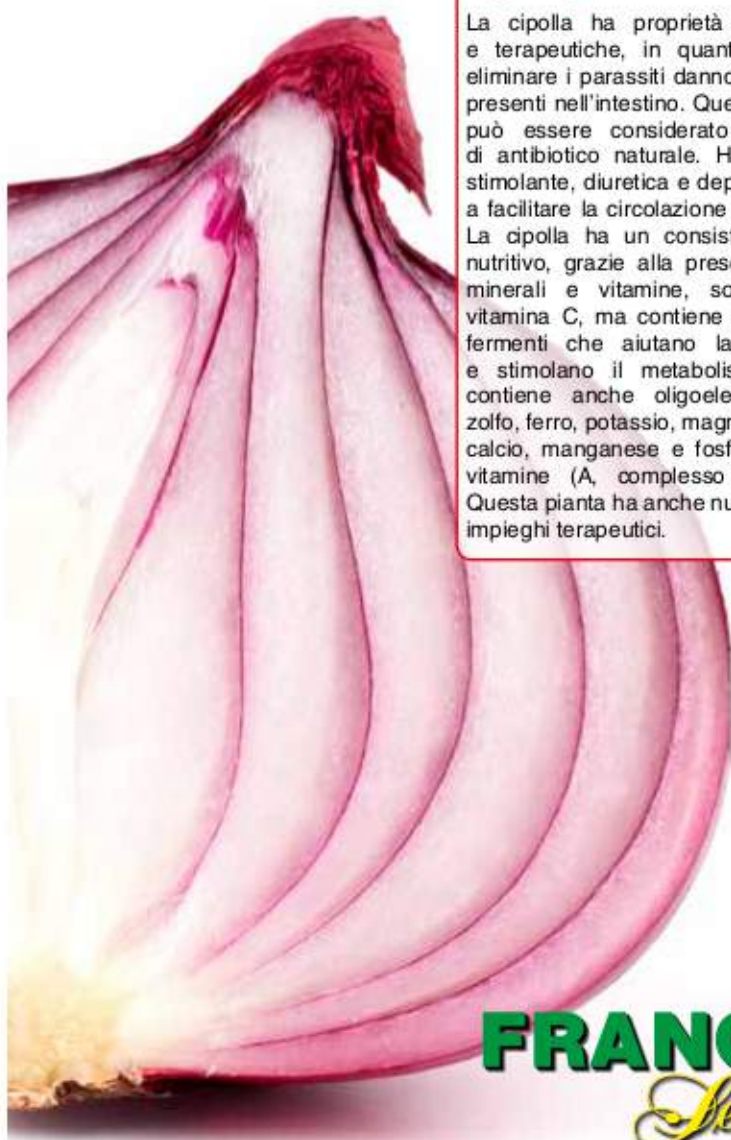 La cipolla ha proprietà
e terapeutiche, in quant
eliminare i parassiti danno
presenti nell'intestino. Que
può essere considerato
di antibiotico naturale. H
stimolante, diuretica e dep
a facilitare la circolazione
La cipolla ha un consist
nutritivo, grazie alla prese
minerali e vitamine, so
vitamina C, ma contiene
fermenti che aiutano la
e stimolano il metabolis
contiene anche oligoele
zolfo, ferro, potassio, magn
calcio, manganese e fosf
vitamine (A, complesso
Questa pianta ha anche nu
impieghi terapeutici.
FRANC
Se